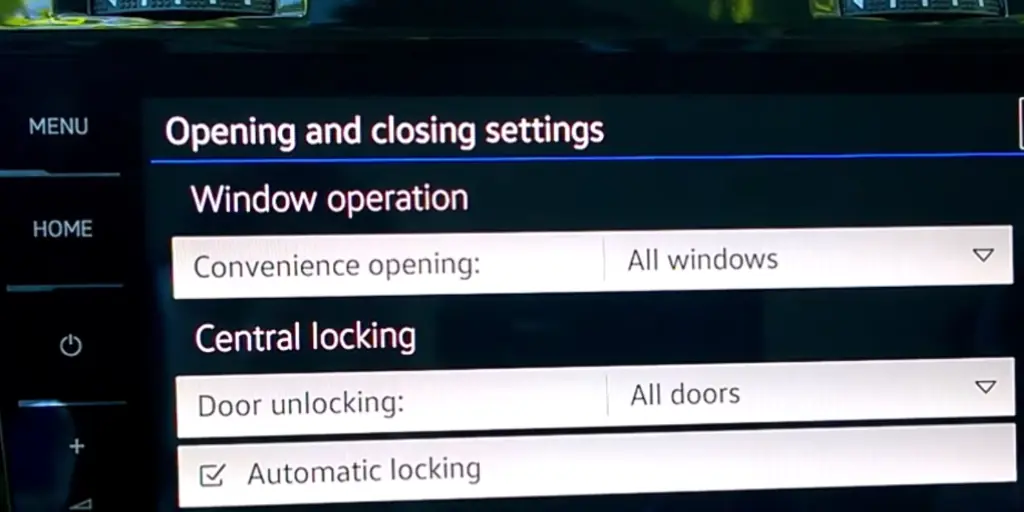 MENU
Opening and closing settings
Window operation
HOME
Convenience opening: All windows
Central locking
Door unlocking: All doors
+
Automatic locking